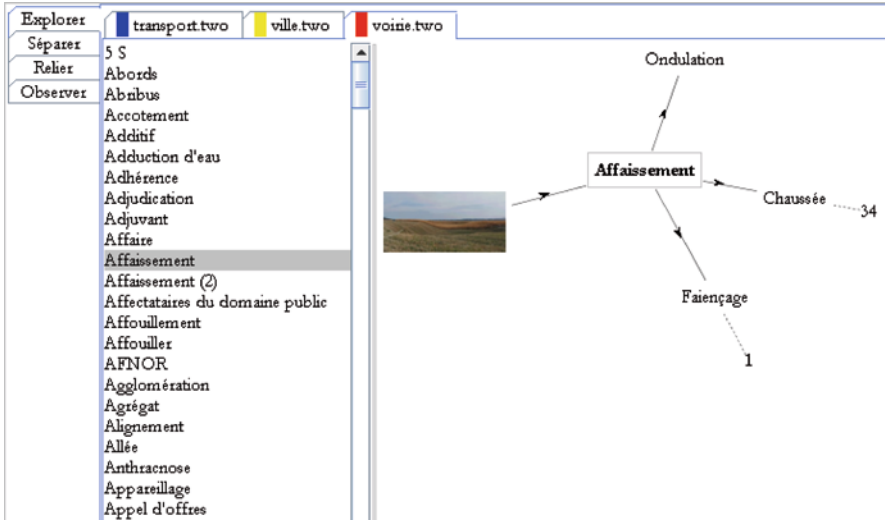 Explorer
Séparer
Relier
Observer
transport.two
ville.two
voirie.two
5 S
Abords
Abribus
Accotement
Additif
Adduction d'eau
Adhérence
Adjudication
Adjuvant
Affaire
Affaissement
Affaissement (2)
Affectataires du domaine public
Affouillement
Affouiller
AFNOR
Agglomération
Agrégat
Alignement
Allée
Anthracnose
Appareillage
Appel d'offres
Ondulation
Affaissement
Chaussée
34
Faïençage
1